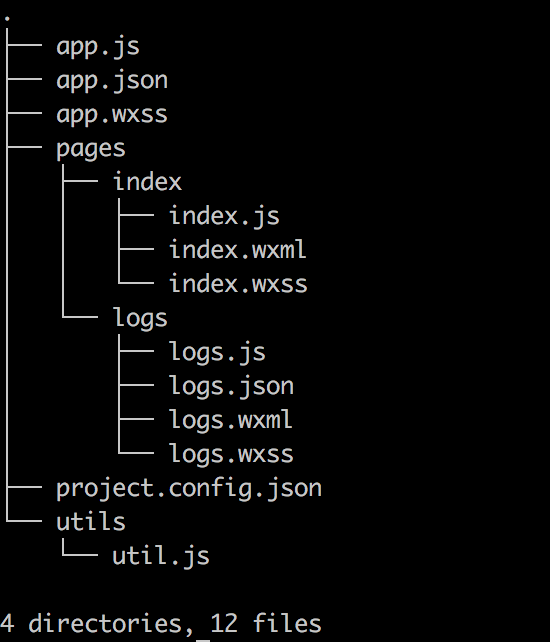 .
├── app.js
├── app.json
├── app.wxss
├── pages
│   ├── index
│   │   ├── index.js
│   │   ├── index.wxml
│   │   └── index.wxss
│   └── logs
│       ├── logs.js
│       ├── logs.json
│       ├── logs.wxml
│       └── logs.wxss
├── project.config.json
└── utils
    └── util.js

4 directories, 12 files